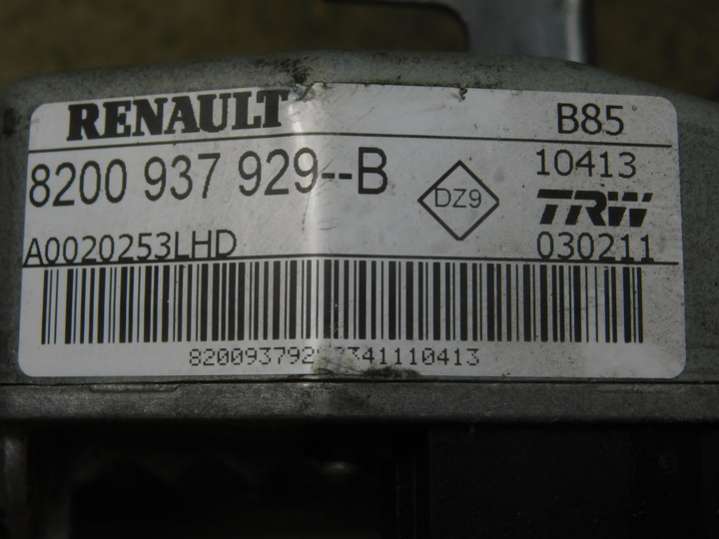 RENAULT B85
8200 937 929--B DZ9 10413
TRW
A0020253LHD 030211